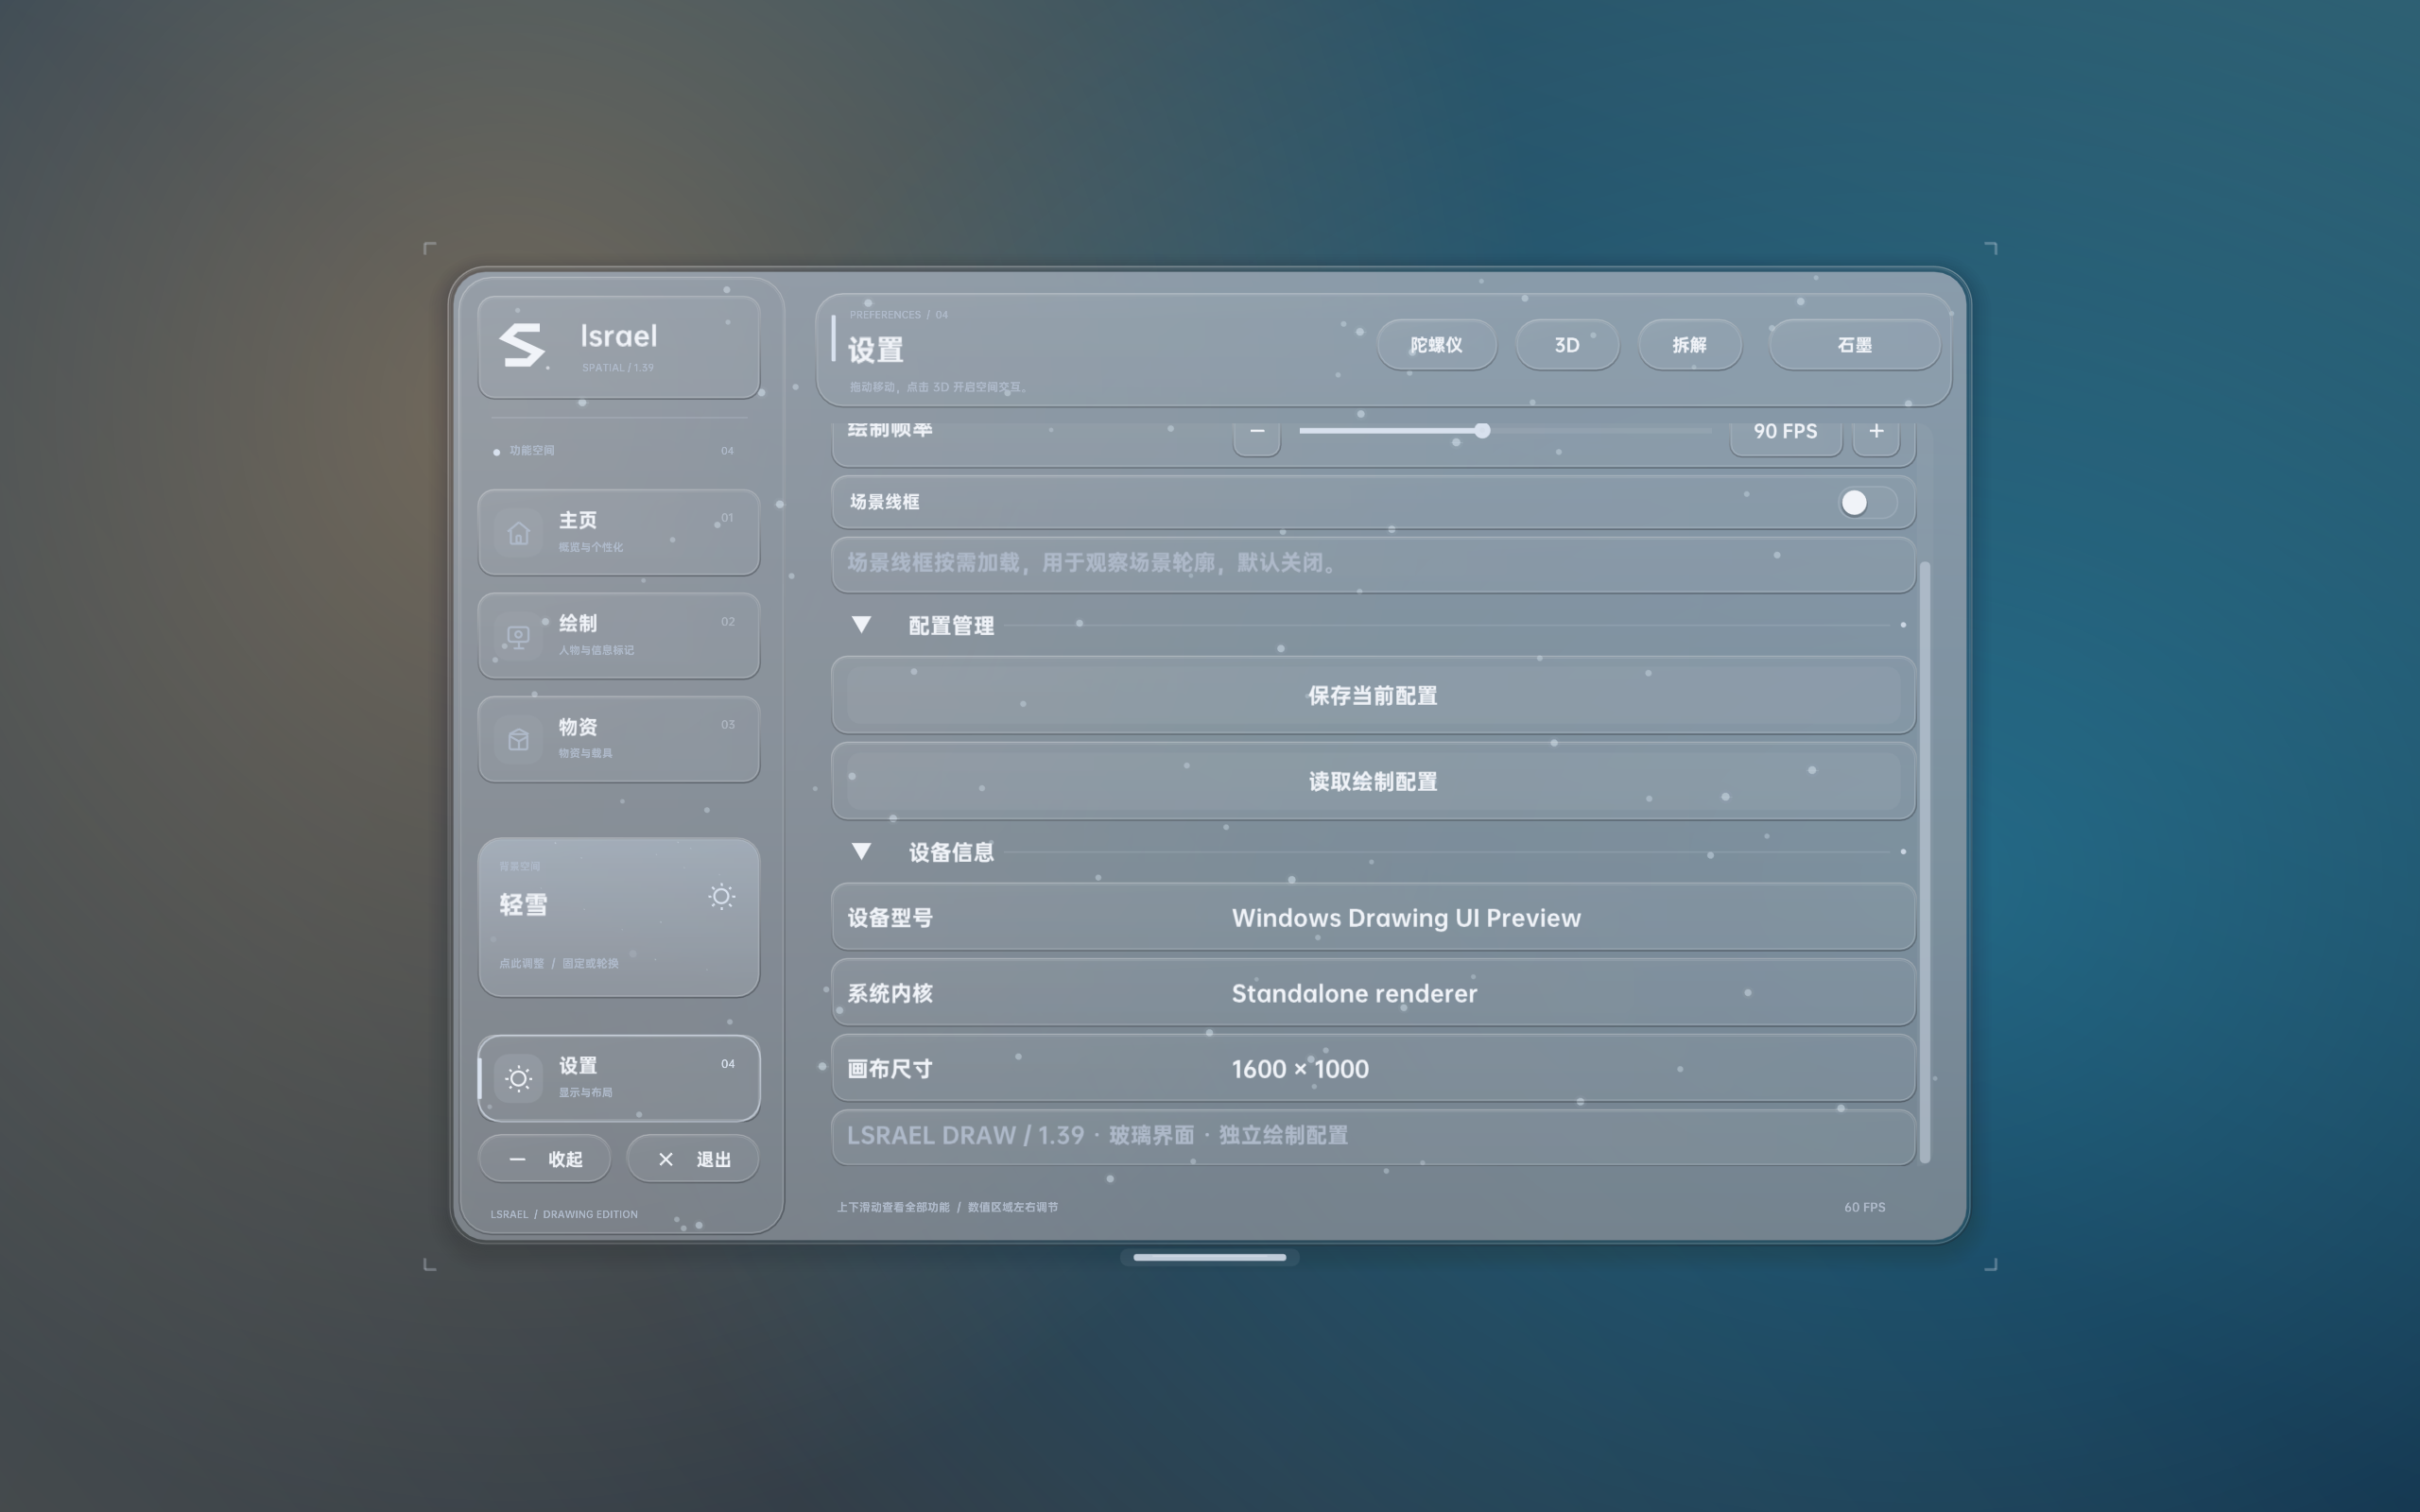 lsrael
SPATIAL / 1.39
功能空间 04
主页 01
概览与个性化
绘制 02
人物与信息标记
物资 03
物资与载具
背景空间
轻雪
点此调整 / 固定或轮换
设置 04
显示与布局
收起 退出
LSRAEL / DRAWING EDITION
PREFERENCES / 04
设置
拖动移动，点击 3D 开启空间交互。
陀螺仪 3D 拆解 石墨
绘制帧率 − 90 FPS +
场景线框
场景线框按需加载，用于观察场景轮廓，默认关闭。
配置管理
保存当前配置
读取绘制配置
设备信息
设备型号 Windows Drawing UI Preview
系统内核 Standalone renderer
画布尺寸 1600 × 1000
LSRAEL DRAW / 1.39 · 玻璃界面 · 独立绘制配置
上下滑动查看全部功能 / 数值区域左右调节 60 FPS